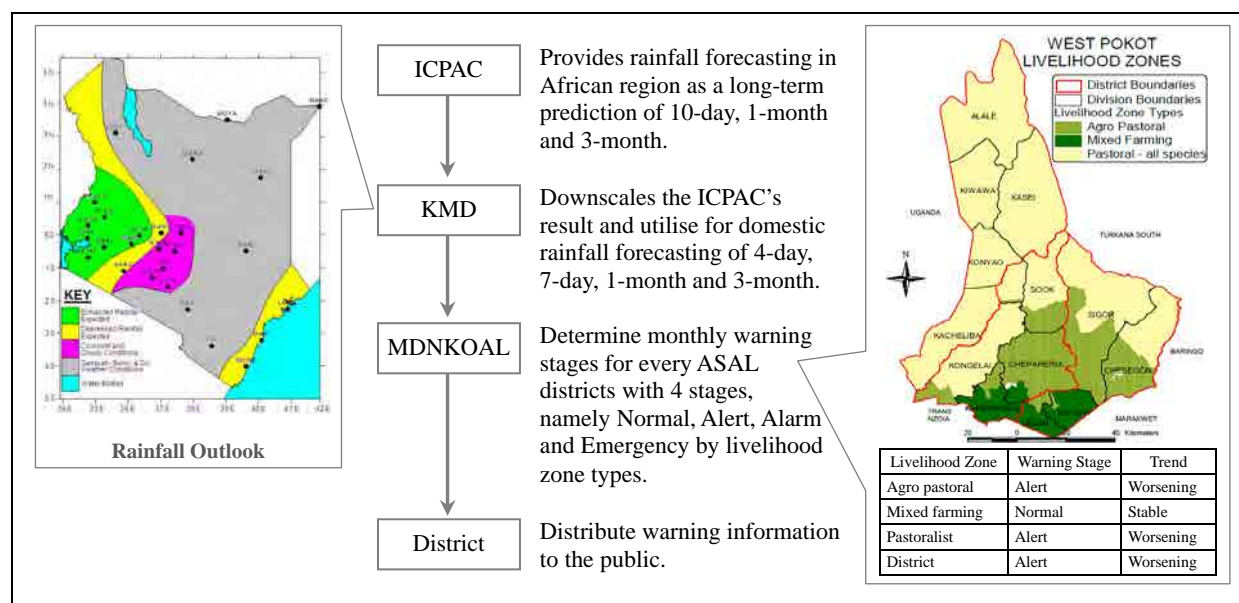 KEY
Rainfall Outlook
ICPAC
Provides rainfall forecasting in
African region as a long-term
prediction of 10-day, 1-month
and 3-month.
KMD
Downscales the ICPAC's
result and utilise for domestic
rainfall forecasting of 4-day,
7-day, 1-month and 3-month.
MDNKOAL
Determine monthly warning
stages for every ASAL
districts with 4 stages,
namely Normal, Alert, Alarm
and Emergency by livelihood
zone types.
District
Distribute warning information
to the public.
WEST POKOT
LIVELIHOOD ZONES
District Boundaries
Division Boundaries
Livelihood Zone Types
Agro Pastoral
Mixed Farming
Pastoral - all species
ALALE
KIWAWA
KASEI
UGANDA
TURKANA SOUTH
N
KONYAO
SOOK
SIGOR
KACHELIBA
BARINGO
CHEPARERIA
KONGELAI
CHESEGON
TRANS
NZOIA
MARAKWET
20 0 20 40 Kilometers
Livelihood Zone Warning Stage Trend
Agro pastoral Alert Worsening
Mixed farming Normal Stable
Pastoralist Alert Worsening
District Alert Worsening